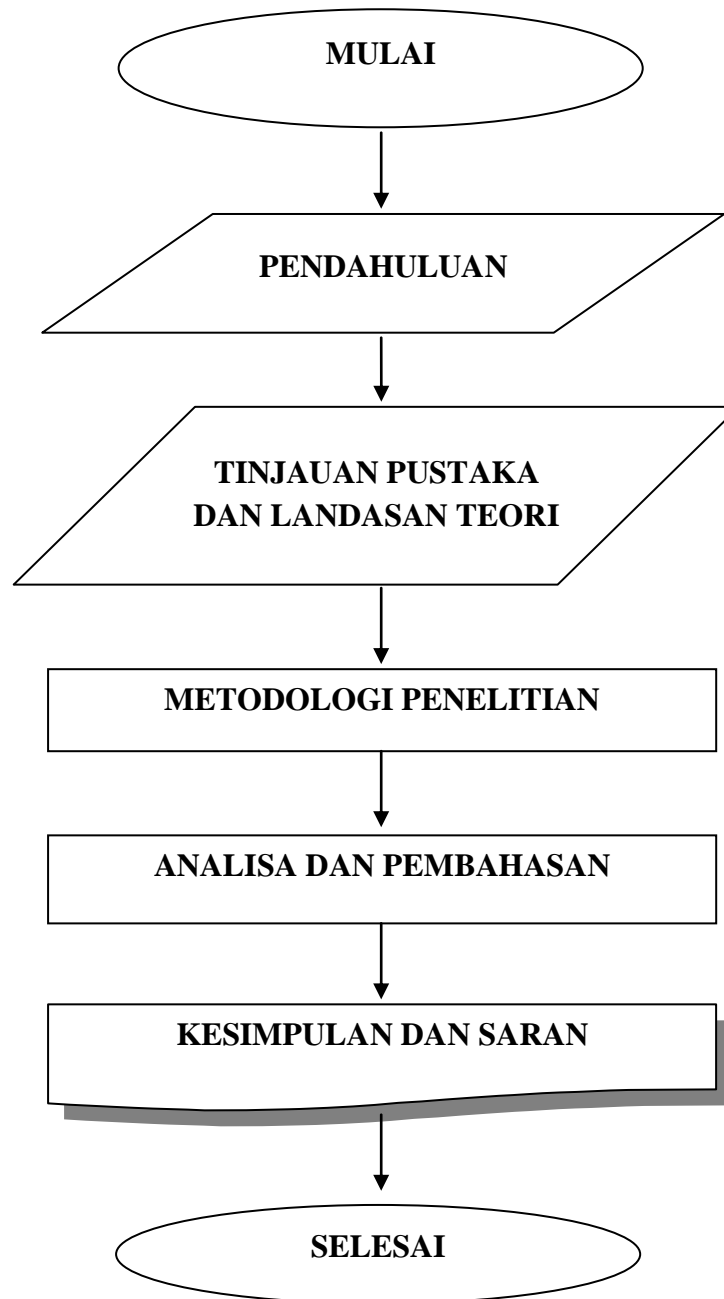 MULAI
PENDAHULUAN
TINJAUAN PUSTAKA
DAN LANDASAN TEORI
METODOLOGI PENELITIAN
ANALISA DAN PEMBAHASAN
KESIMPULAN DAN SARAN
SELESAI